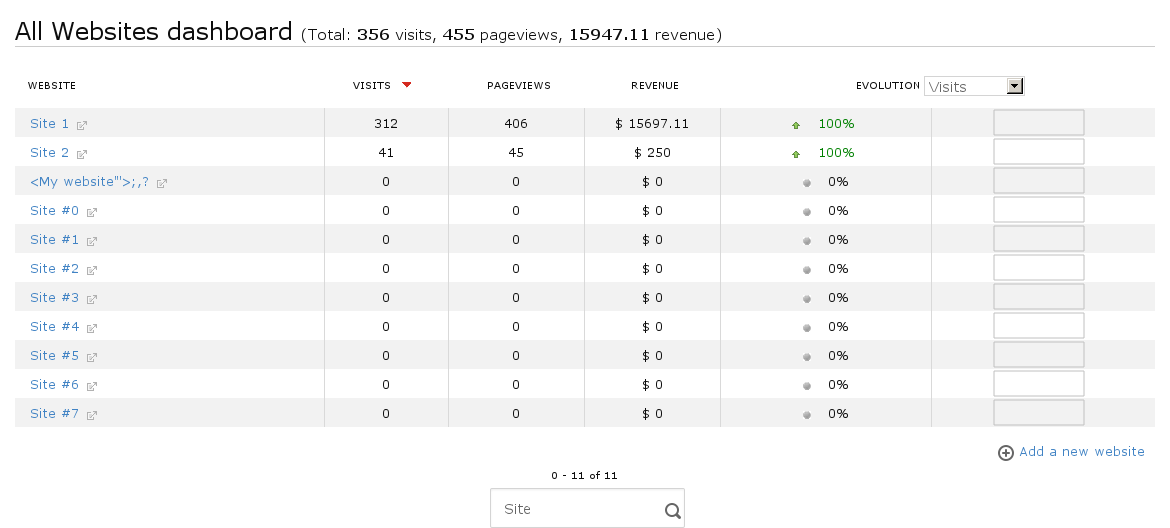 All Websites dashboard (Total: 356 visits, 455 pageviews, 15947.11 revenue)
WEBSITE VISITS PAGEVIEWS REVENUE EVOLUTION Visits
Site 1 312 406 $ 15697.11 100%
Site 2 41 45 $ 250 100%
<My website"'>;,? 0 0 $ 0 0%
Site #0 0 0 $ 0 0%
Site #1 0 0 $ 0 0%
Site #2 0 0 $ 0 0%
Site #3 0 0 $ 0 0%
Site #4 0 0 $ 0 0%
Site #5 0 0 $ 0 0%
Site #6 0 0 $ 0 0%
Site #7 0 0 $ 0 0%
Add a new website
0 - 11 of 11
Site